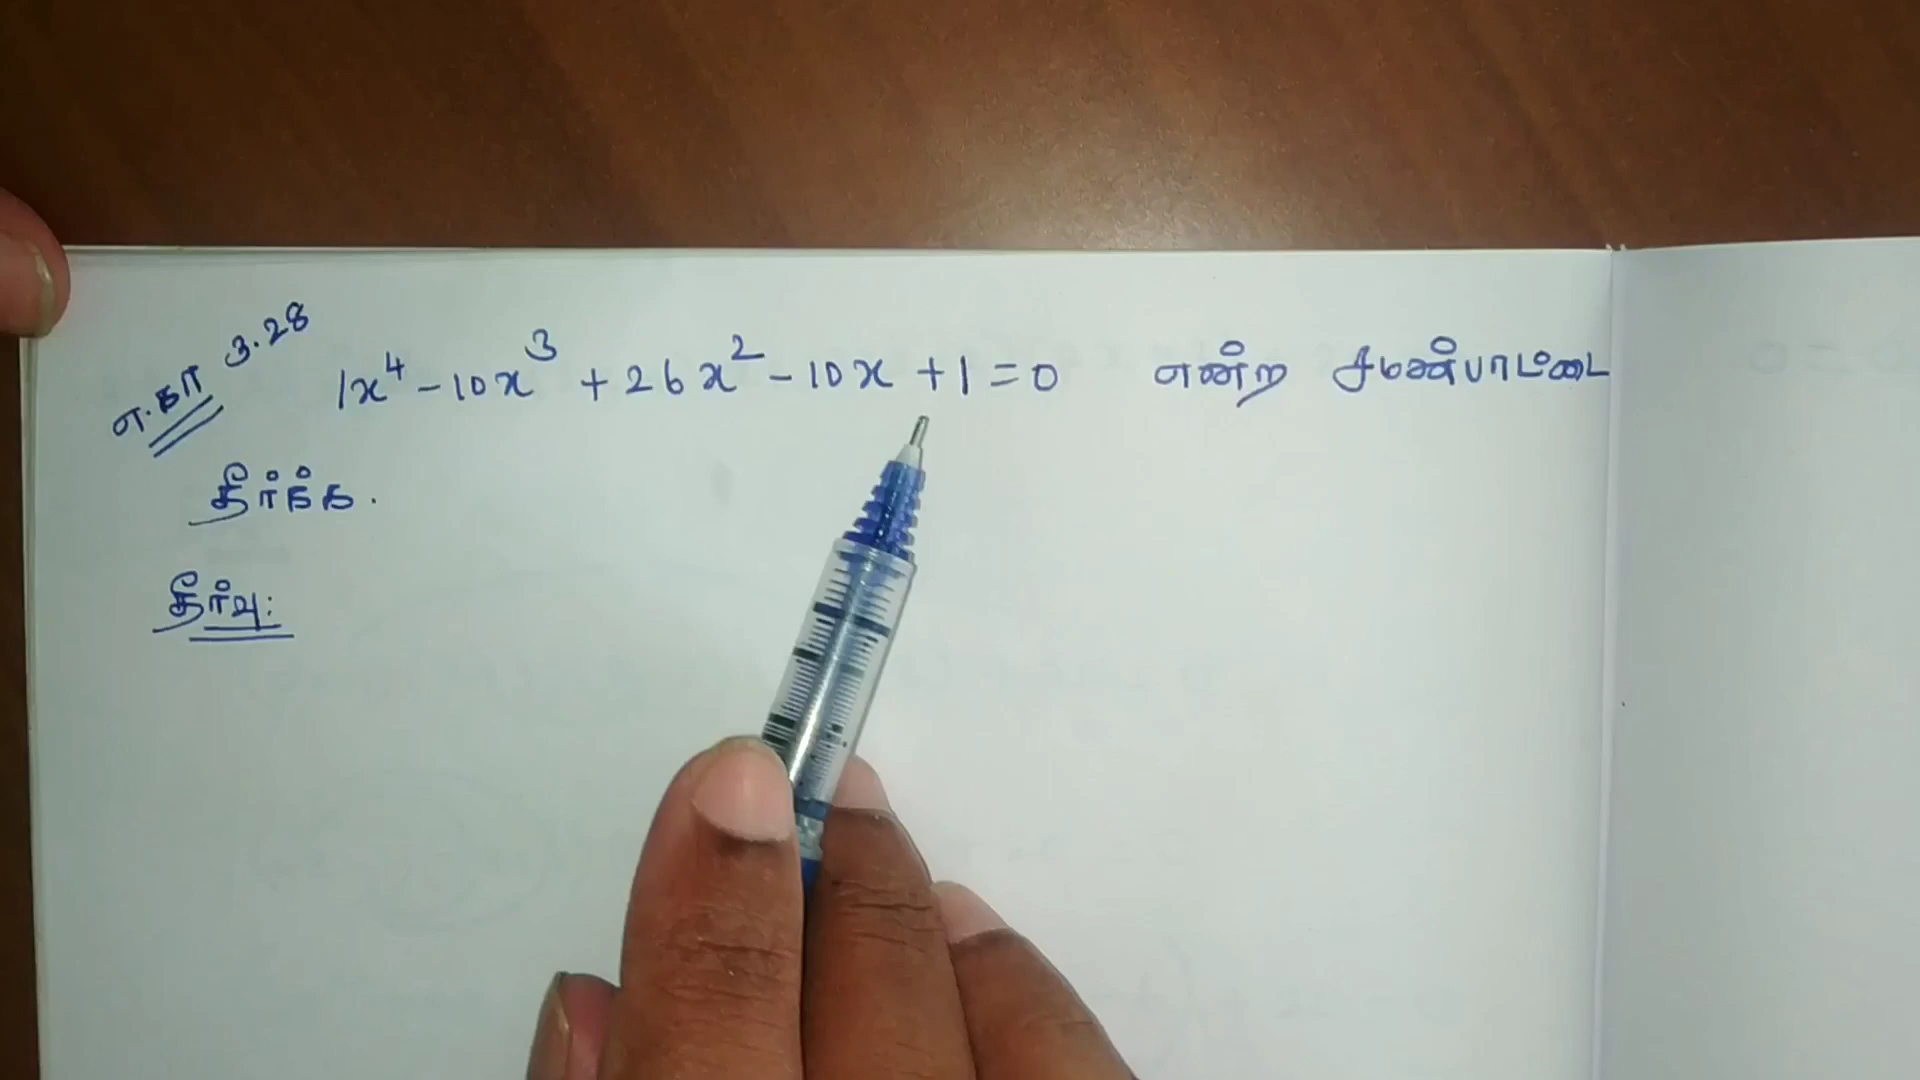 எ.கா 3.28 1x⁴ - 10x³ + 26x² - 10x + 1 = 0 என்ற சமன்பாட்டை
தீர்க்க.
தீர்வு: